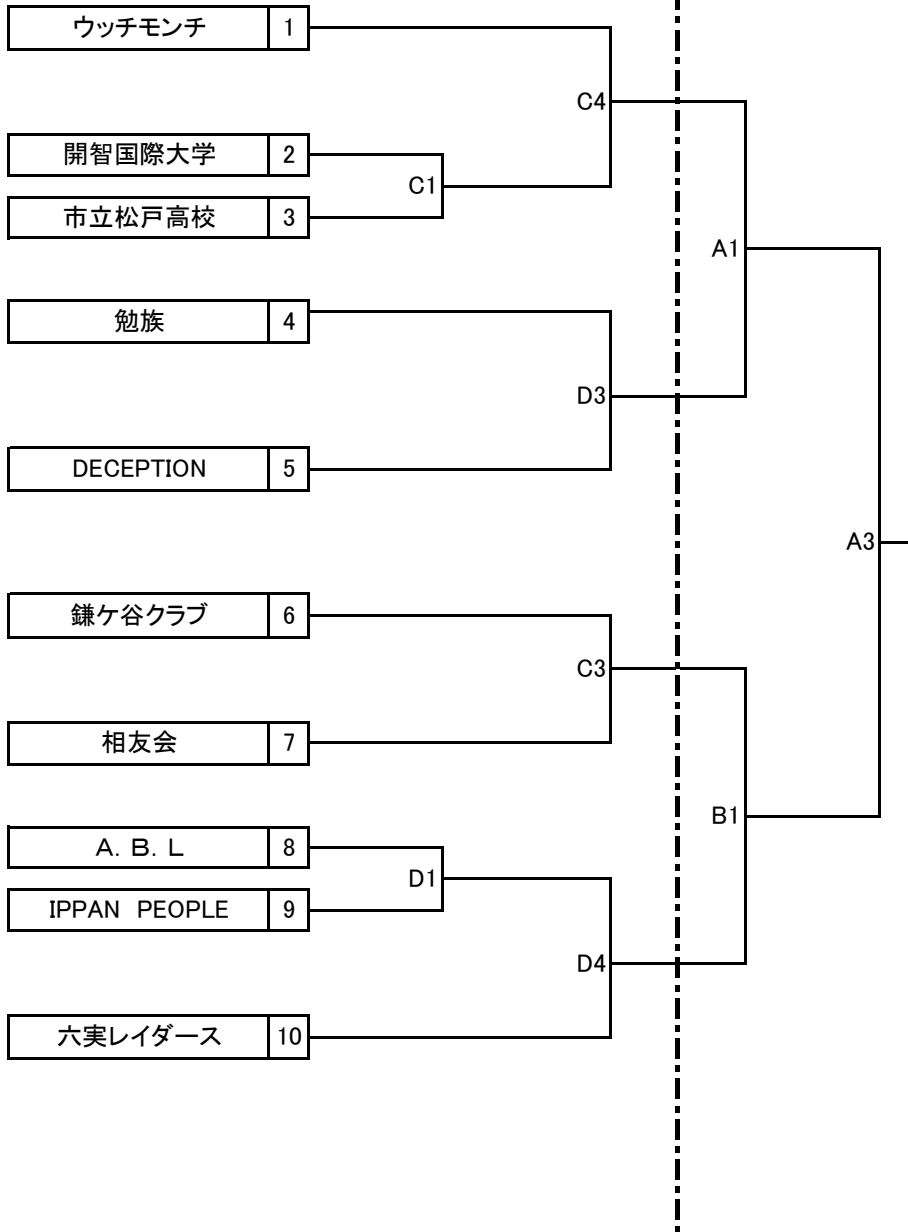 ウッチモンチ 1
C4
開智国際大学 2
C1
市立松戸高校 3
A1
勉族 4
D3
DECEPTION 5
A3
鎌ケ谷クラブ 6
C3
相友会 7
B1
A. B. L 8
D1
IPPAN PEOPLE 9
D4
六実レイダース 10